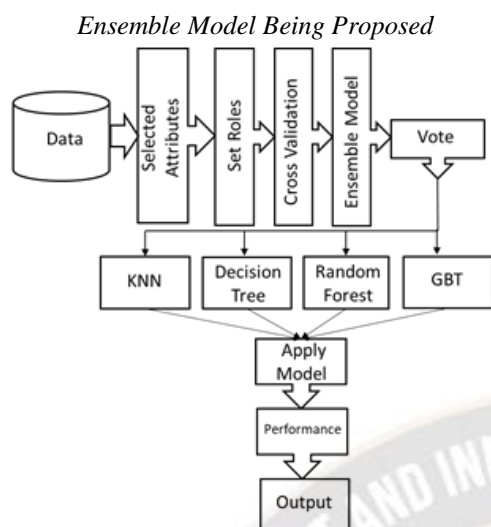 Ensemble Model Being Proposed
Data
Selected
Attributes
Set Roles
Cross Validation
Ensemble Model
Vote
KNN
Decision
Tree
Random
Forest
GBT
Apply
Model
Performance
Output
AND